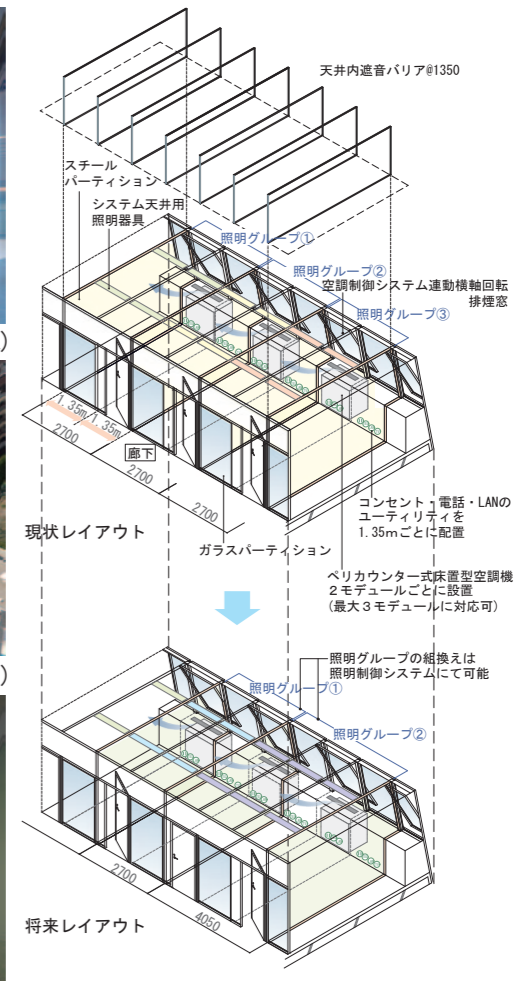 天井内遮音バリア@1350
スチール
パーティション
システム天井用
照明器具
照明グループ①
照明グループ②
空調制御システム連動横軸回転
排煙窓
照明グループ③
1.35m/1.35m
2700
廊下
2700
2700
現状レイアウト
ガラスパーティション
コンセント・電話・LANの
ユーティリティを
1.35mごとに配置
ペリカウンター式床置型空調機
2モデュールごとに設置
(最大3モデュールに対応可)
照明グループの組換えは
照明制御システムにて可能
照明グループ①
照明グループ②
2700
4050
将来レイアウト
)
)